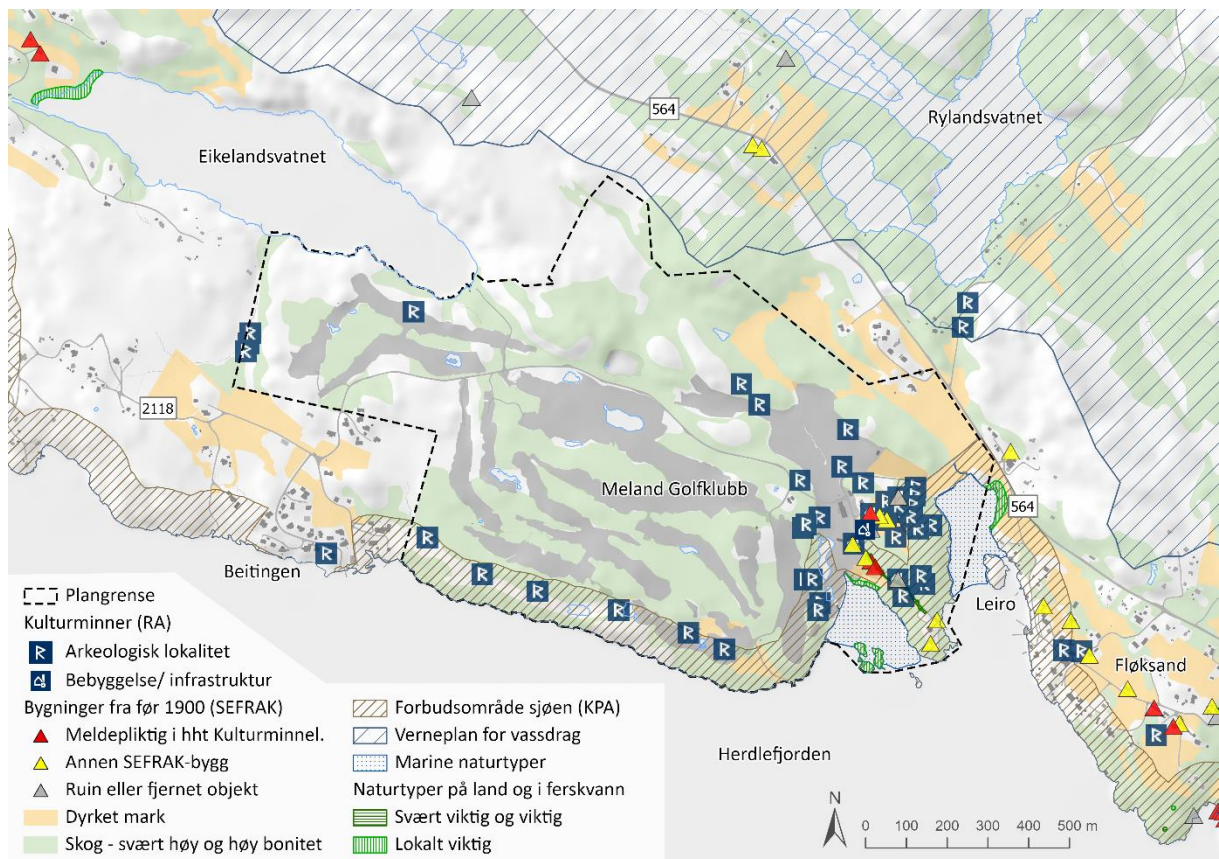 564
Rylandsvatnet
Eikelandsvatnet
2118
Meland Golfklubb
564
Beitingen
Leiro
Fløksand
Herdlefjorden
Plangrense
Kulturminner (RA)
Arkeologisk lokalitet
Bebyggelse/ infrastruktur
Bygninger fra før 1900 (SEFRAK)
Meldepliktig i hht Kulturminnel.
Annen SEFRAK-bygg
Ruin eller fjernet objekt
Dyrket mark
Skog - svært høy og høy bonitet
Forbudsområde sjøen (KPA)
Verneplan for vassdrag
Marine naturtyper
Naturtyper på land og i ferskvann
Svært viktig og viktig
Lokalt viktig
N
0 100 200 300 400 500 m